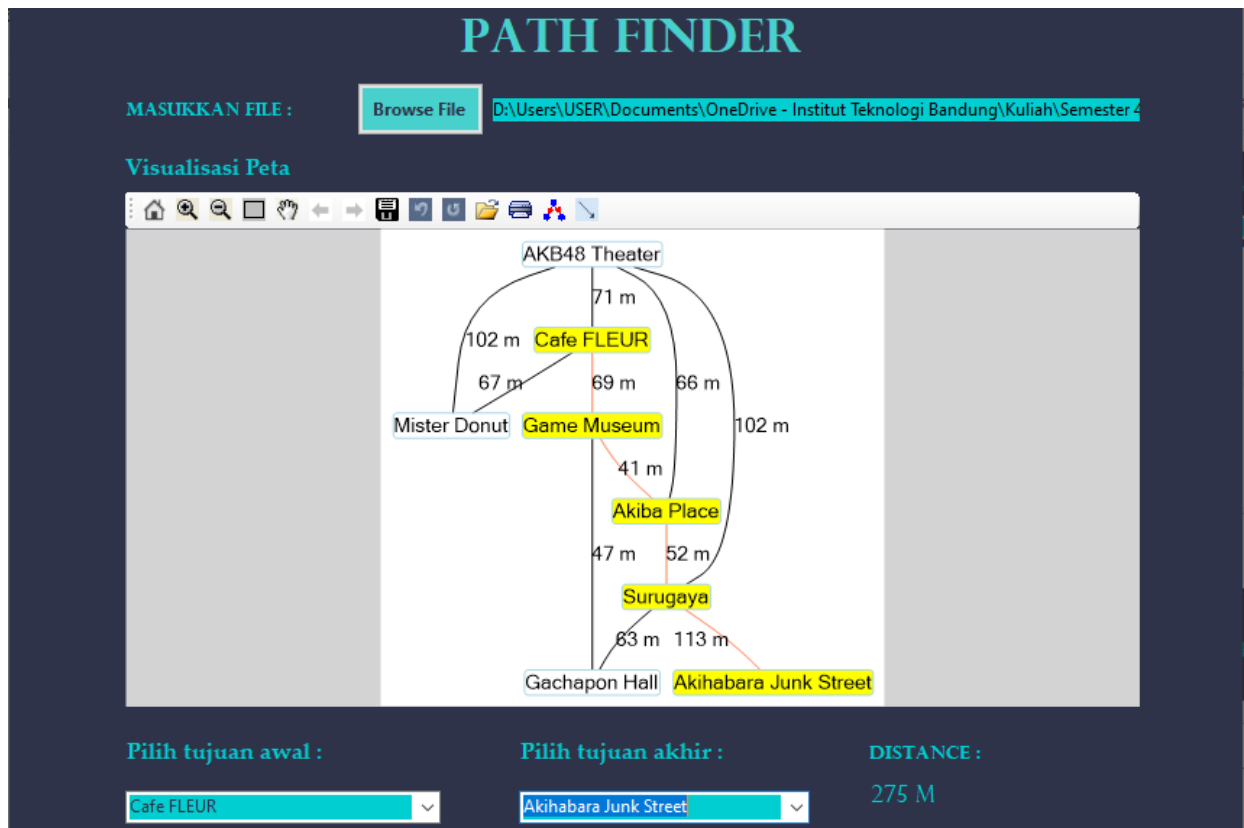 PATH FINDER
MASUKKAN FILE :
Browse File
D:\Users\USER\Documents\OneDrive - Institut Teknologi Bandung\Kuliah\Semester 4
Visualisasi Peta
AKB48 Theater
71 m
102 m
Cafe FLEUR
67 m
69 m
66 m
Mister Donut
Game Museum
102 m
41 m
Akiba Place
47 m
52 m
Surugaya
63 m
113 m
Gachapon Hall
Akihabara Junk Street
Pilih tujuan awal :
Pilih tujuan akhir :
DISTANCE :
Cafe FLEUR
Akihabara Junk Street
275 M